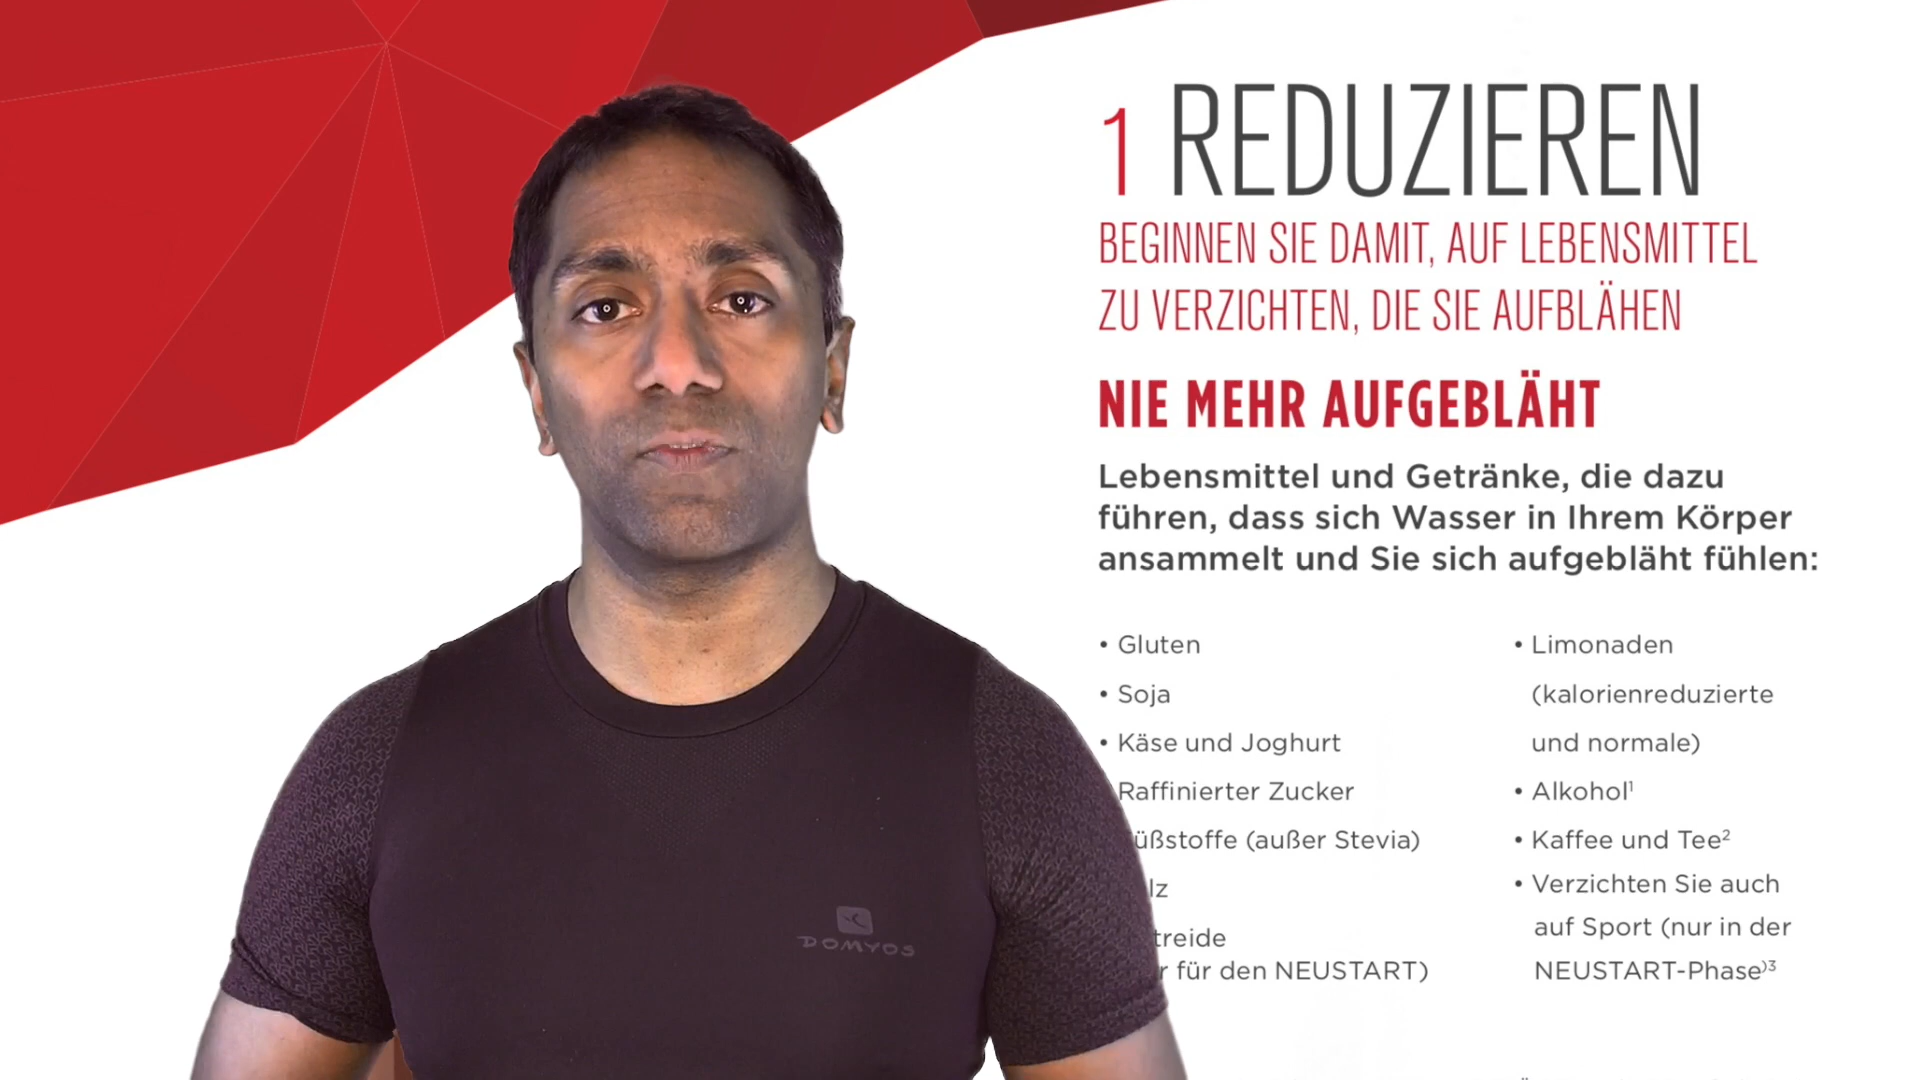 1 REDUZIEREN
BEGINNEN SIE DAMIT, AUF LEBENSMITTEL
ZU VERZICHTEN, DIE SIE AUFBLÄHEN
NIE MEHR AUFGEBLÄHT
Lebensmittel und Getränke, die dazu
führen, dass sich Wasser in Ihrem Körper
ansammelt und Sie sich aufgebläht fühlen:
• Gluten
• Soja
• Käse und Joghurt
Raffinierter Zucker
(außer Stevia)
für den NEUSTART)
• Limonaden
(kalorienreduzierte
und normale)
• Alkohol¹
• Kaffee und Tee²
• Verzichten Sie auch
auf Sport (nur in der
NEUSTART-Phase)³
DOMYOS